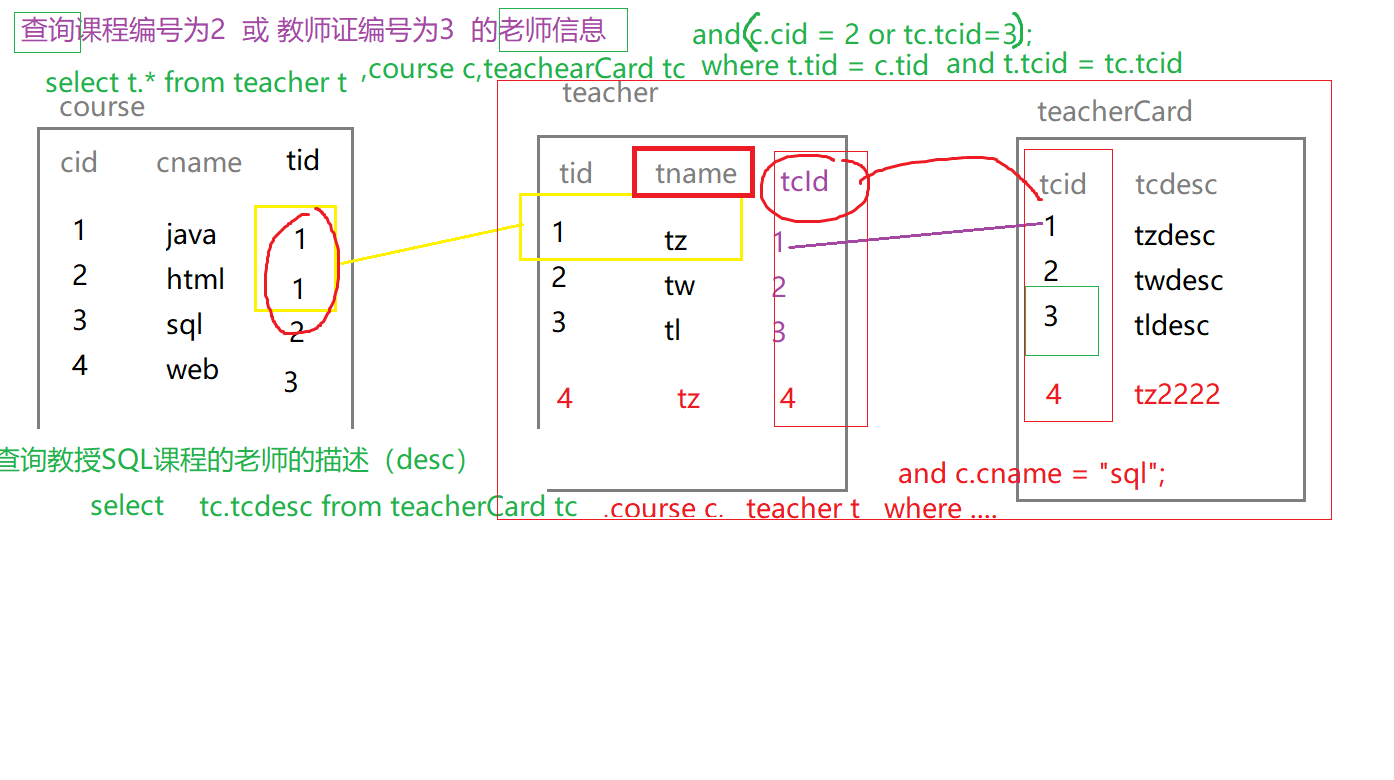 查询课程编号为2 或 教师证编号为3 的老师信息
and(c.cid = 2 or tc.tcid=3);
select t.* from teacher t ,course c,teachearCard tc where t.tid = c.tid and t.tcid = tc.tcid
course
cid cname tid
1 java 1
2 html 1
3 sql 2
4 web 3
teacher
tid tname tcId
1 tz 1
2 tw 2
3 tl 3
4 tz 4
teacherCard
tcid tcdesc
1 tzdesc
2 twdesc
3 tldesc
4 tz2222
查询教授SQL课程的老师的描述（desc）
and c.cname = "sql";
select tc.tcdesc from teacherCard tc ,course c, teacher t where ....